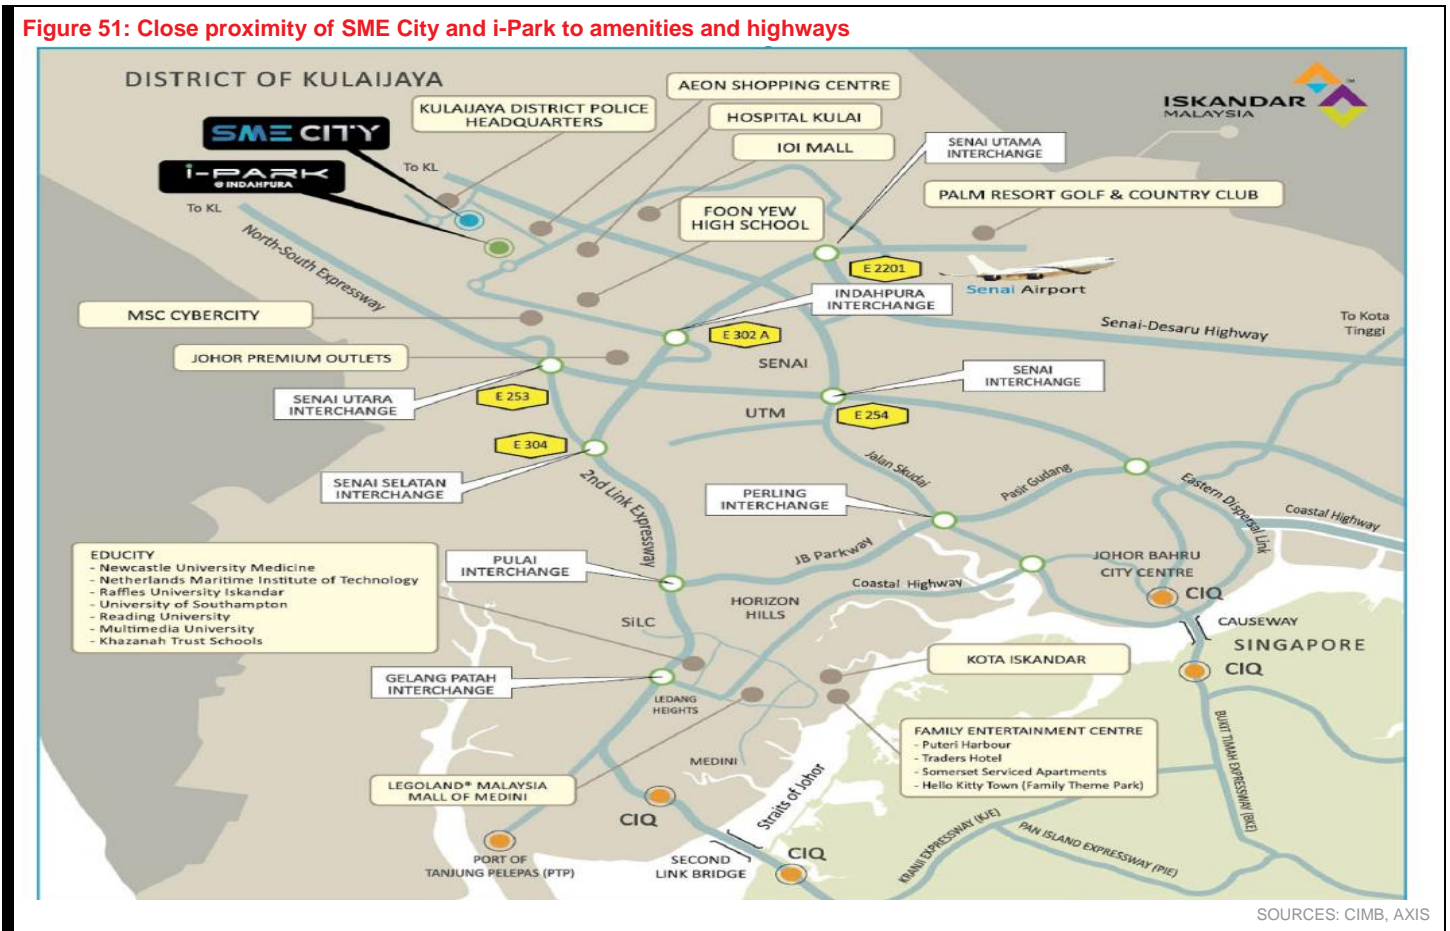 Figure 51: Close proximity of SME City and i-Park to amenities and highways
DISTRICT OF KULAIJAYA
AEON SHOPPING CENTRE
KULAIJAYA DISTRICT POLICE
HEADQUARTERS
HOSPITAL KULAI
IOI MALL
ISKANDAR
MALAYSIA
TM
SME CITY
i-PARK
@ INDAHPURA
To KL
To KL
SENAI UTAMA
INTERCHANGE
PALM RESORT GOLF & COUNTRY CLUB
FOON YEW
HIGH SCHOOL
North-South Expressway
E 2201
Senai Airport
INDAHPURA
INTERCHANGE
MSC CYBERCITY
E 302 A
Senai-Desaru Highway
To Kota
Tinggi
JOHOR PREMIUM OUTLETS
SENAI
SENAI
INTERCHANGE
SENAI UTARA
INTERCHANGE
E 253
UTM
E 254
E 304
Jalan Skudai
SENAI SELATAN
INTERCHANGE
2nd Link Expressway
PERLING
INTERCHANGE
Pasir Gudang
Eastern Dispersal Link
Coastal Highway
EDUCITY
- Newcastle University Medicine
- Netherlands Maritime Institute of Technology
- Raffles University Iskandar
- University of Southampton
- Reading University
- Multimedia University
- Khazanah Trust Schools
PULAI
INTERCHANGE
JB Parkway
Coastal Highway
JOHOR BAHRU
CITY CENTRE
CIQ
HORIZON
HILLS
SiLC
CAUSEWAY
SINGAPORE
KOTA ISKANDAR
CIQ
GELANG PATAH
INTERCHANGE
LEDANG
HEIGHTS
FAMILY ENTERTAINMENT CENTRE
- Puteri Harbour
- Traders Hotel
- Somerset Serviced Apartments
- Hello Kitty Town (Family Theme Park)
BUKIT TIMAH EXPRESSWAY (BKE)
MEDINI
LEGOLAND® MALAYSIA
MALL OF MEDINI
Straits of Johor
CIQ
KRANJI EXPRESSWAY (KJE)
PAN ISLAND EXPRESSWAY (PIE)
PORT OF
TANJUNG PELEPAS (PTP)
SECOND
LINK BRIDGE
CIQ
SOURCES: CIMB, AXIS